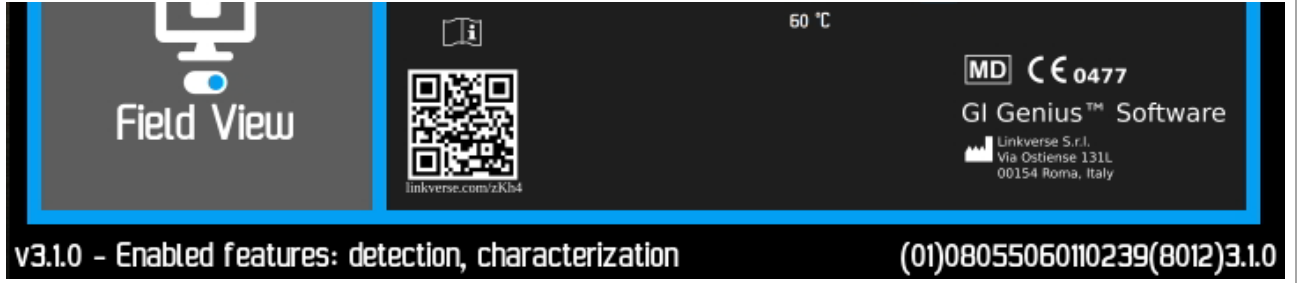 60 °C
Field View
linkverse.com/zKh4
MD CE 0477
GI Genius™ Software
Linkverse S.r.l.
Via Ostiense 131L
00154 Roma, Italy
v3.1.0 - Enabled features: detection, characterization
(01)08055060110239(8012)3.1.0